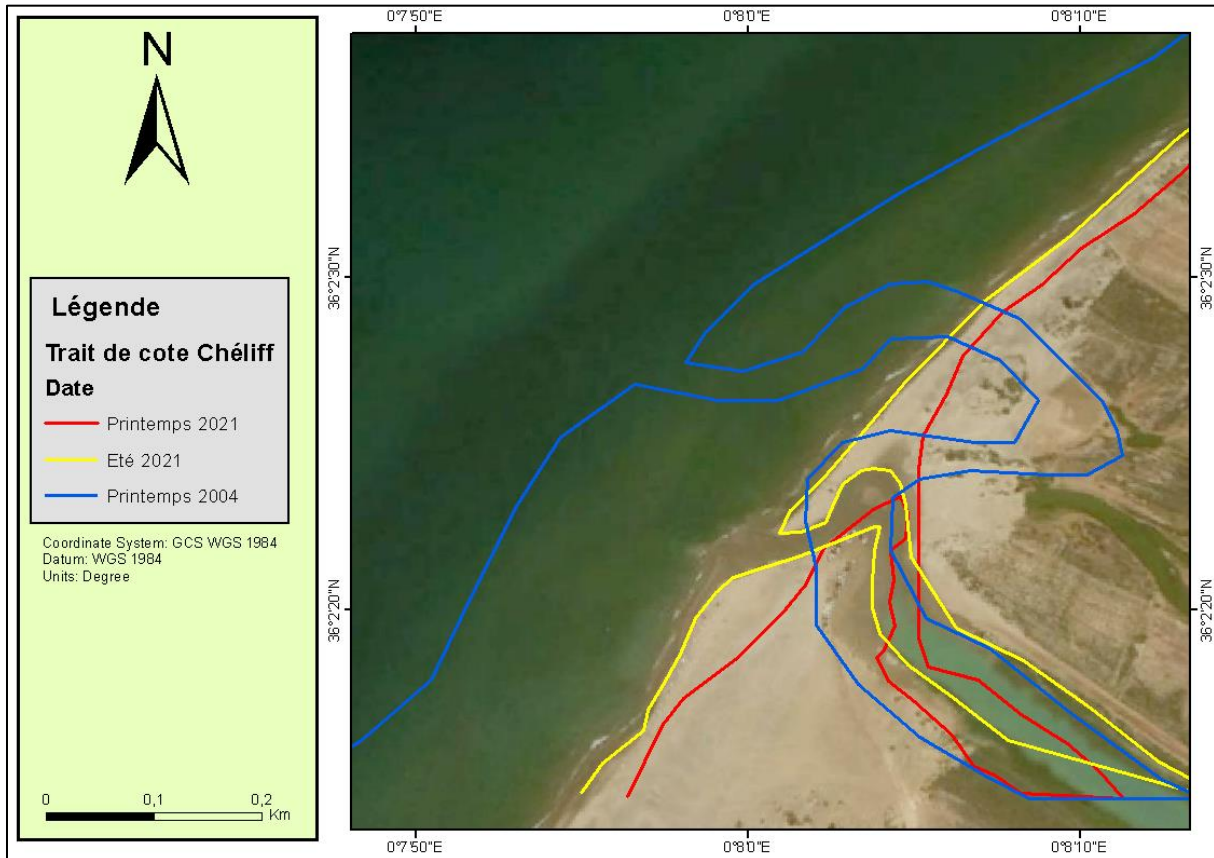 N
Légende
Trait de cote Chéliff
Date
Printemps 2021
Eté 2021
Printemps 2004
Coordinate System: GCS WGS 1984
Datum: WGS 1984
Units: Degree
0 0,1 0,2
Km
0°7'50"E 0°8'0"E 0°8'10"E
36°2'30"N 36°2'30"N
36°2'20"N 36°2'20"N
0°7'50"E 0°8'0"E 0°8'10"E